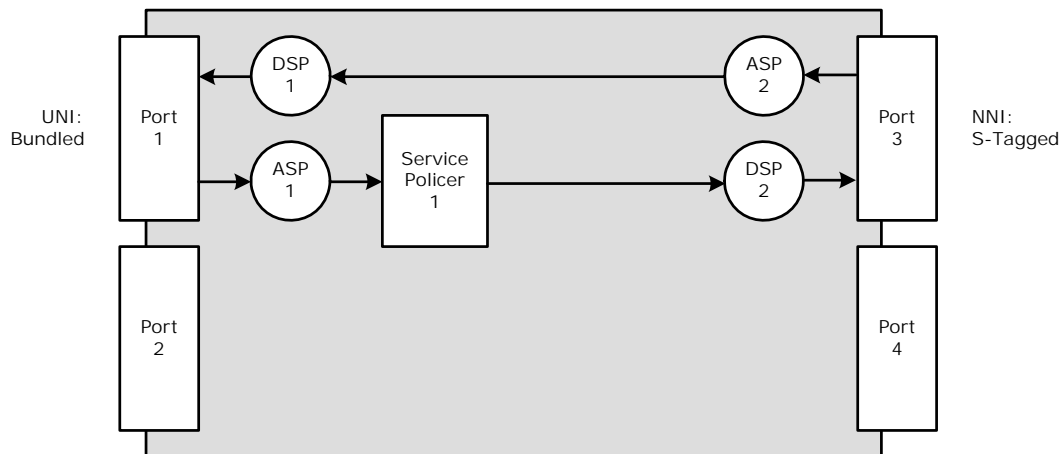 DSP
1
ASP
2
UNI:
Bundled
Port
1
Port
3
NNI:
S-Tagged
ASP
1
Service
Policer
1
DSP
2
Port
2
Port
4